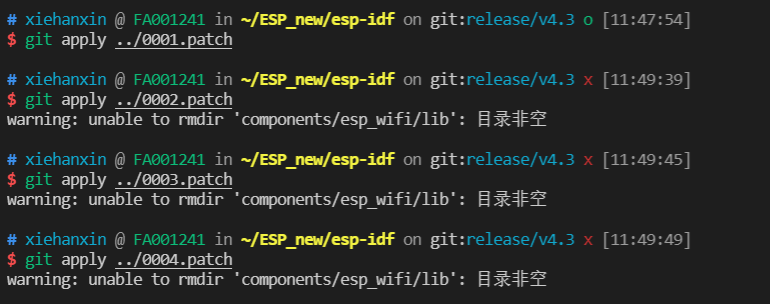 # xiehanxin @ FA001241 in ~/ESP_new/esp-idf on git:release/v4.3 o [11:47:54]
$ git apply ../0001.patch
# xiehanxin @ FA001241 in ~/ESP_new/esp-idf on git:release/v4.3 x [11:49:39]
$ git apply ../0002.patch
warning: unable to rmdir 'components/esp_wifi/lib': 目录非空
# xiehanxin @ FA001241 in ~/ESP_new/esp-idf on git:release/v4.3 x [11:49:45]
$ git apply ../0003.patch
warning: unable to rmdir 'components/esp_wifi/lib': 目录非空
# xiehanxin @ FA001241 in ~/ESP_new/esp-idf on git:release/v4.3 x [11:49:49]
$ git apply ../0004.patch
warning: unable to rmdir 'components/esp_wifi/lib': 目录非空